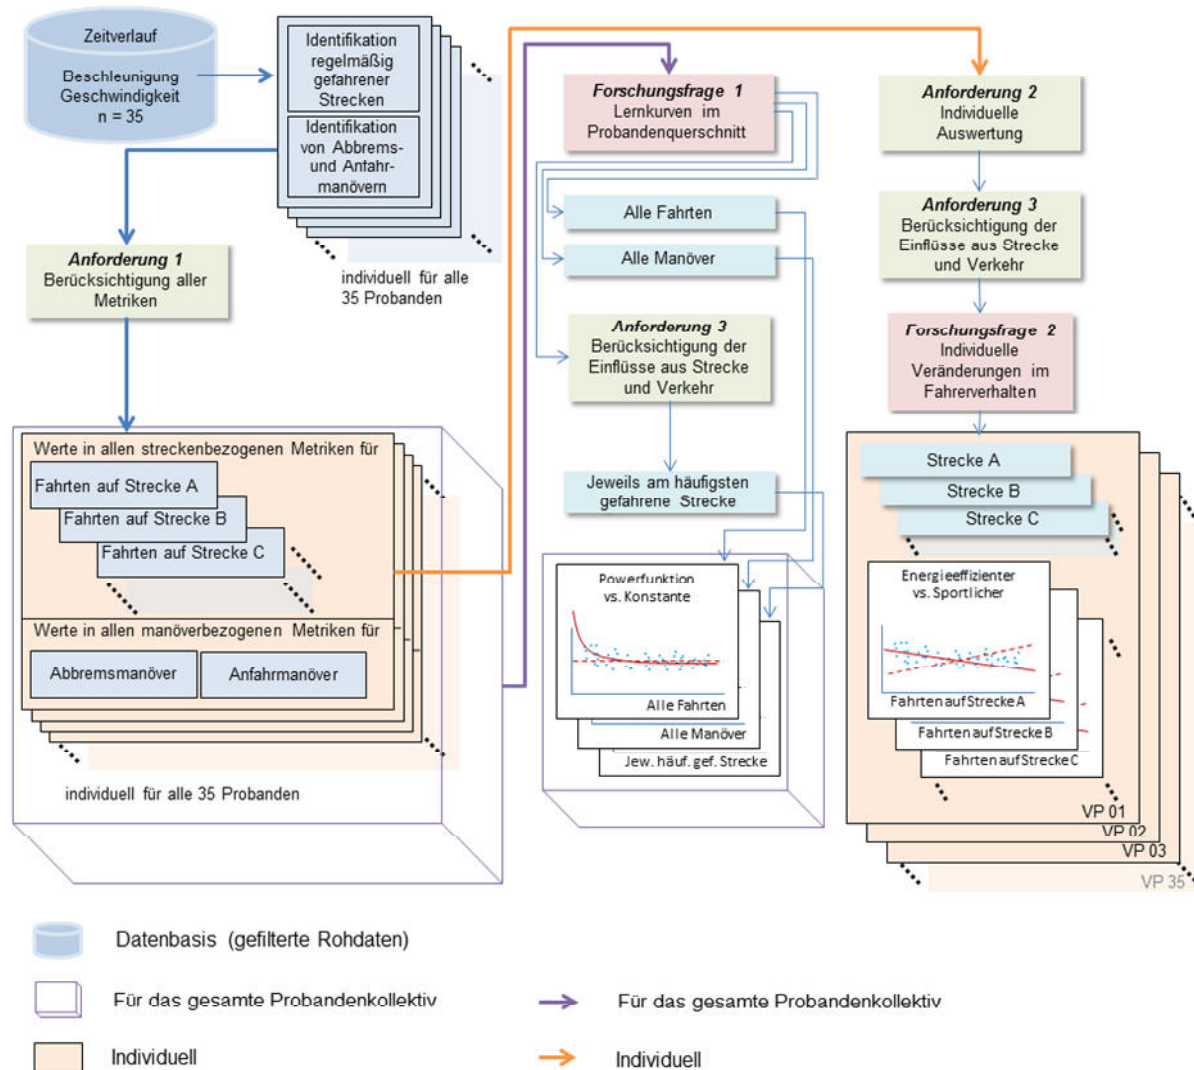 Zeitverlauf
Beschleunigung
Geschwindigkeit
n = 35
Identifikation
regelmäßig
gefahrener
Strecken
Identifikation
von Abbrems-
und Anfahr-
manövern
individuell für alle
35 Probanden
Anforderung 1
Berücksichtigung aller
Metriken
Werte in allen streckenbezogenen Metriken für
Fahrten auf Strecke A
Fahrten auf Strecke B
Fahrten auf Strecke C
Werte in allen manöverbezogenen Metriken für
Abbremsmanöver
Anfahrmanöver
individuell für alle 35 Probanden
Forschungsfrage 1
Lernkurven im
Probandenquerschnitt
Alle Fahrten
Alle Manöver
Anforderung 3
Berücksichtigung der
Einflüsse aus Strecke
und Verkehr
Jeweils am häufigsten
gefahrene Strecke
Powerfunktion
vs. Konstante
Alle Fahrten
Alle Manöver
Jew. häuf. gef. Strecke
Anforderung 2
Individuelle
Auswertung
Anforderung 3
Berücksichtigung der
Einflüsse aus Strecke
und Verkehr
Forschungsfrage 2
Individuelle
Veränderungen im
Fahrerverhalten
Strecke A
Strecke B
Strecke C
Energieeffizienter
vs. Sportlicher
Fahrten auf Strecke A
Fahrten auf Strecke B
Fahrten auf Strecke C
VP 01
VP 02
VP 03
VP 35
Datenbasis (gefilterte Rohdaten)
Für das gesamte Probandenkollektiv
Für das gesamte Probandenkollektiv
Individuell
Individuell